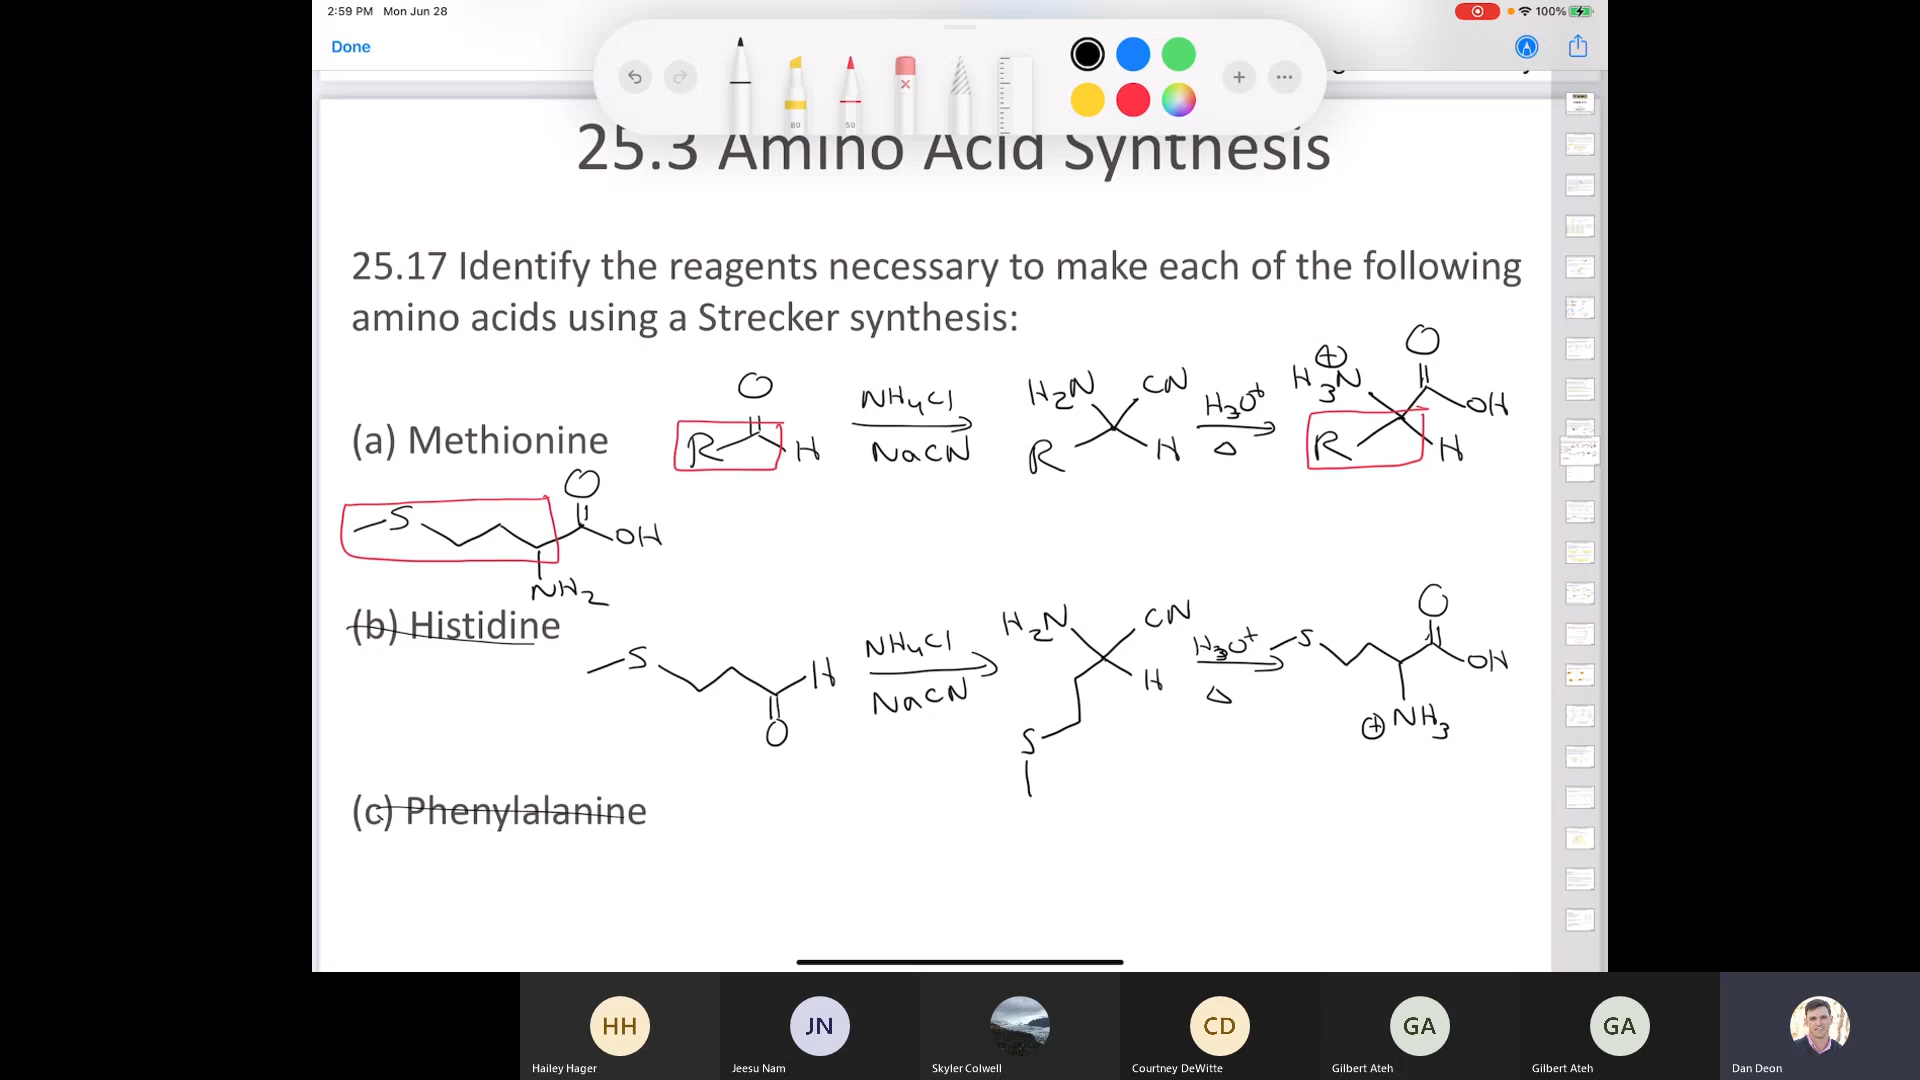 2:59 PM Mon Jun 28
100%
Done
80
50
25.3 Amino Acid Synthesis
25.17 Identify the reagents necessary to make each of the following
amino acids using a Strecker synthesis:
(a) Methionine
O
R H
NH4Cl
NaCN
H2N CN
R H
H3O+
Δ
⊕
H3N
O
OH
R H
S
O
OH
NH2
(b) Histidine
S
H
O
NH4Cl
NaCN
H2N CN
H
S
H3O+
Δ
S
O
OH
⊕ NH3
(c) Phenylalanine
HH
JN
CD
GA
GA
Hailey Hager
Jeesu Nam
Skyler Colwell
Courtney DeWitte
Gilbert Ateh
Gilbert Ateh
Dan Deon